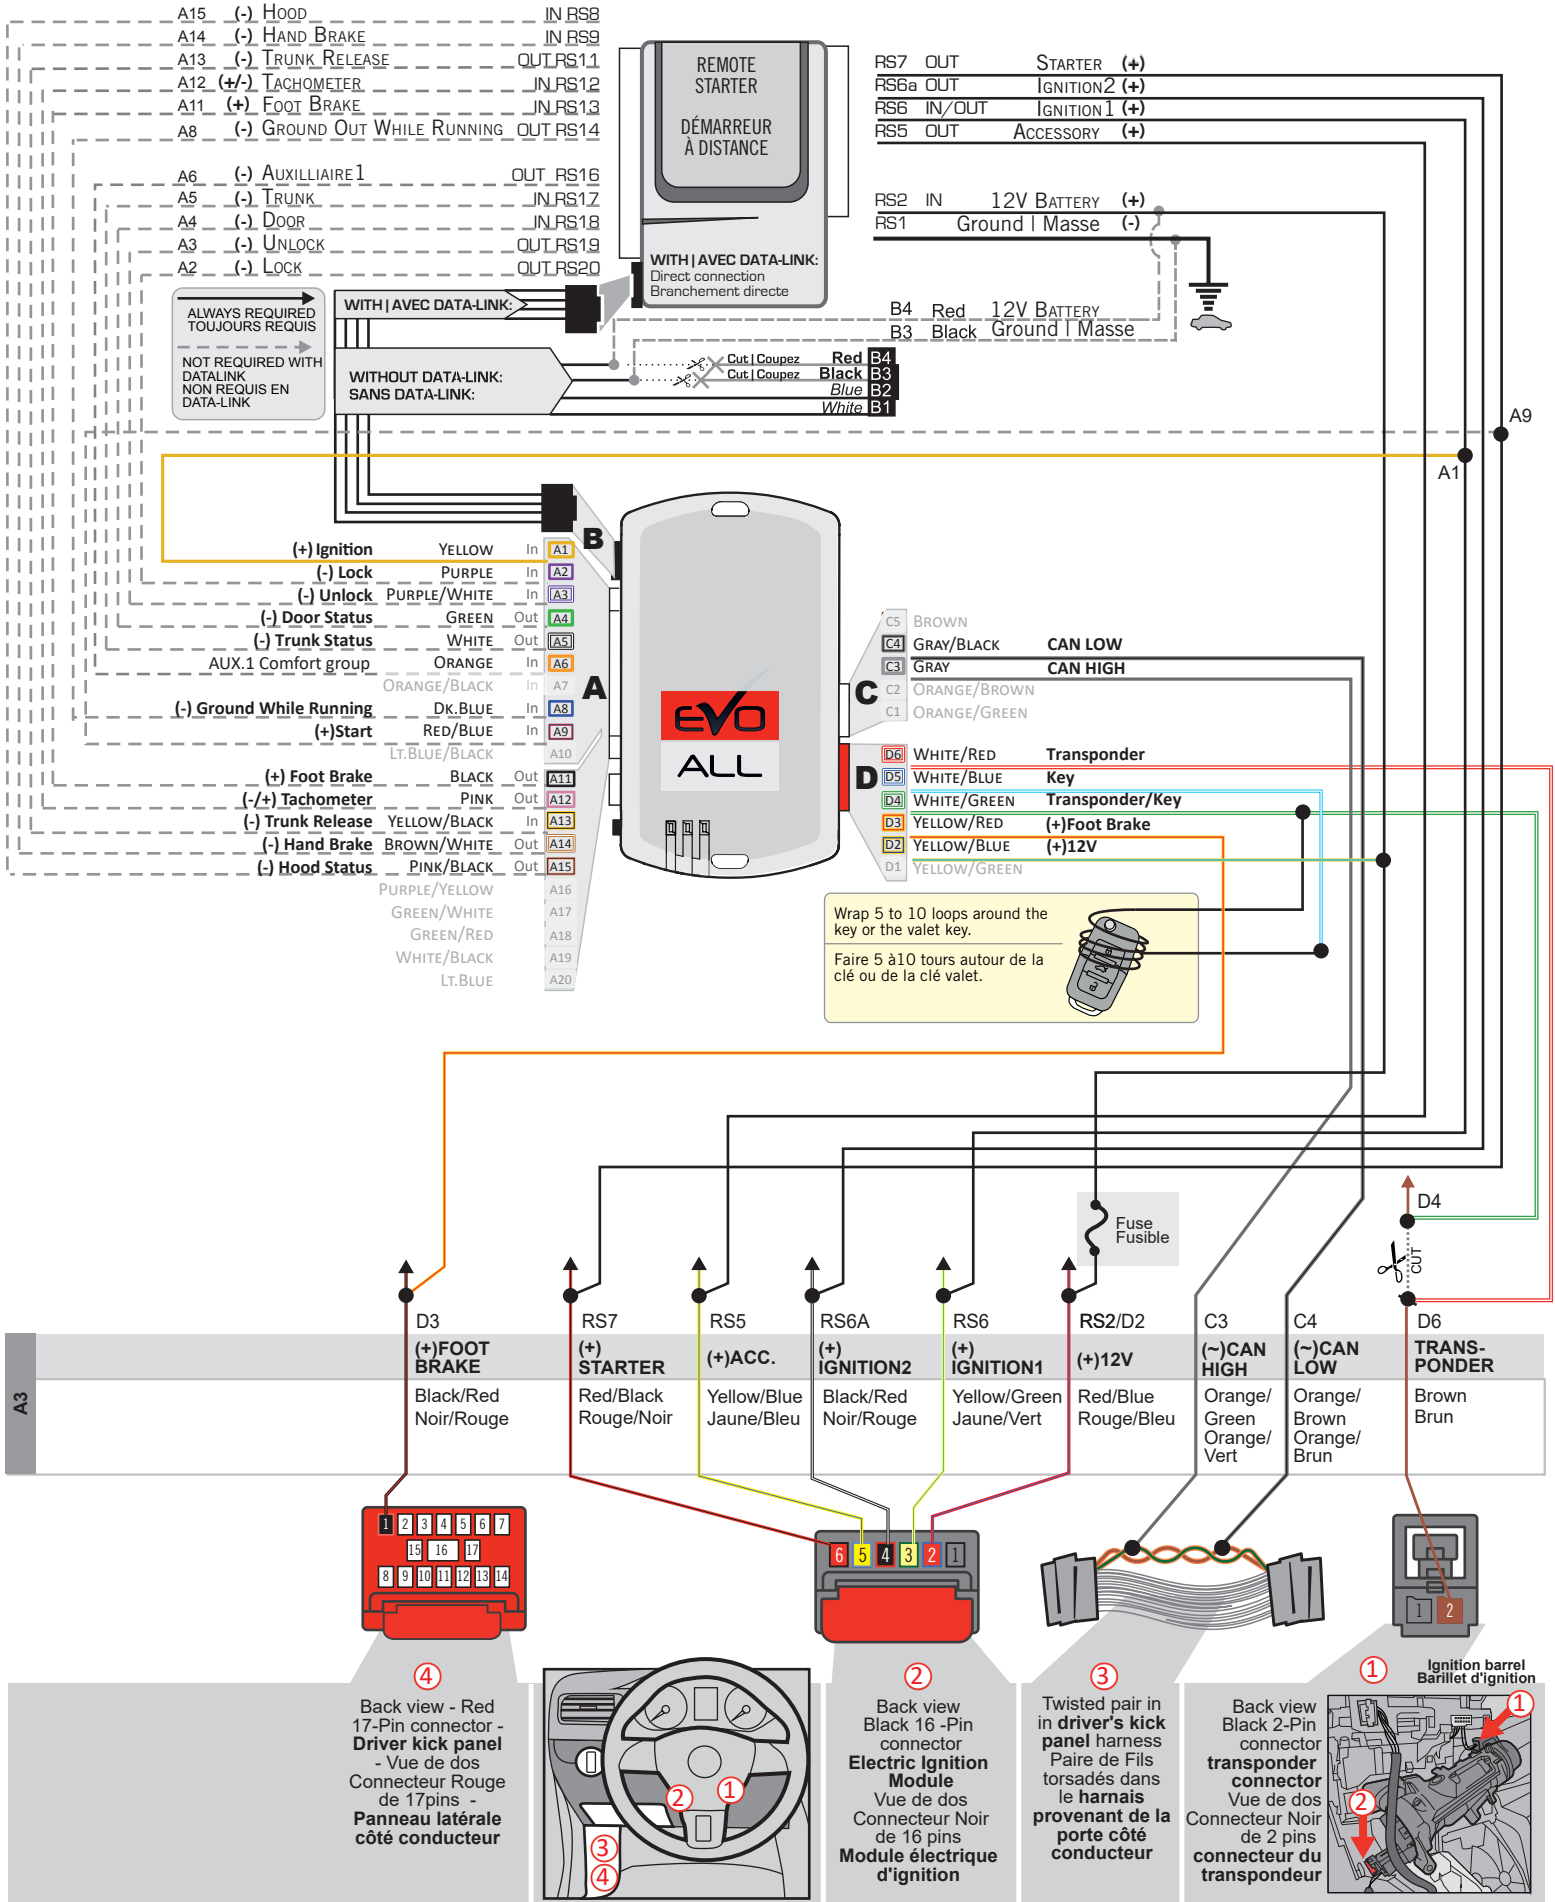 A15 (-) HOOD IN RS8
A14 (-) HAND BRAKE IN RS9
A13 (-) TRUNK RELEASE OUT RS11
A12 (+/-) TACHOMETER IN RS12
A11 (+) FOOT BRAKE IN RS13
A8 (-) GROUND OUT WHILE RUNNING OUT RS14
A6 (-) AUXILLIAIRE1 OUT RS16
A5 (-) TRUNK IN RS17
A4 (-) DOOR IN RS18
A3 (-) UNLOCK OUT RS19
A2 (-) LOCK OUT RS20
REMOTE
STARTER
DÉMARREUR
À DISTANCE
WITH | AVEC DATA-LINK:
Direct connection
Branchement directe
RS7 OUT STARTER (+)
RS6a OUT IGNITION2 (+)
RS6 IN/OUT IGNITION1 (+)
RS5 OUT ACCESSORY (+)
RS2 IN 12V BATTERY (+)
RS1 Ground | Masse (-)
ALWAYS REQUIRED
TOUJOURS REQUIS
NOT REQUIRED WITH
DATALINK
NON REQUIS EN
DATA-LINK
WITH | AVEC DATA-LINK:
B4 Red 12V BATTERY
B3 Black Ground | Masse
WITHOUT DATA-LINK:
SANS DATA-LINK:
Cut | Coupez Red B4
Cut | Coupez Black B3
Blue B2
White B1
A9
A1
B
(+) Ignition YELLOW In A1
(-) Lock PURPLE In A2
(-) Unlock PURPLE/WHITE In A3
(-) Door Status GREEN Out A4
(-) Trunk Status WHITE Out A5
AUX.1 Comfort group ORANGE In A6
ORANGE/BLACK In A7
(-) Ground While Running DK.BLUE In A8
(+)Start RED/BLUE In A9
LT.BLUE/BLACK A10
(+) Foot Brake BLACK Out A11
(-/+) Tachometer PINK Out A12
(-) Trunk Release YELLOW/BLACK In A13
(-) Hand Brake BROWN/WHITE Out A14
(-) Hood Status PINK/BLACK Out A15
PURPLE/YELLOW A16
GREEN/WHITE A17
GREEN/RED A18
WHITE/BLACK A19
LT.BLUE A20
A
EVO
ALL
C
C5 BROWN
C4 GRAY/BLACK CAN LOW
C3 GRAY CAN HIGH
C2 ORANGE/BROWN
C1 ORANGE/GREEN
D
D6 WHITE/RED Transponder
D5 WHITE/BLUE Key
D4 WHITE/GREEN Transponder/Key
D3 YELLOW/RED (+)Foot Brake
D2 YELLOW/BLUE (+)12V
D1 YELLOW/GREEN
Wrap 5 to 10 loops around the
key or the valet key.
Faire 5 à10 tours autour de la
clé ou de la clé valet.
D4
CUT
Fuse
Fusible
D3 RS7 RS5 RS6A RS6 RS2/D2 C3 C4 D6
A3
(+)FOOT
BRAKE
(+)
STARTER
(+)ACC.
(+)
IGNITION2
(+)
IGNITION1
(+)12V
(~)CAN
HIGH
(~)CAN
LOW
TRANS-
PONDER
Black/Red
Noir/Rouge
Red/Black
Rouge/Noir
Yellow/Blue
Jaune/Bleu
Black/Red
Noir/Rouge
Yellow/Green
Jaune/Vert
Red/Blue
Rouge/Bleu
Orange/
Green
Orange/
Vert
Orange/
Brown
Orange/
Brun
Brown
Brun
1 2 3 4 5 6 7
15 16 17
8 9 10 11 12 13 14
6 5 4 3 2 1
1 2
4
Back view - Red
17-Pin connector -
Driver kick panel
- Vue de dos
Connecteur Rouge
de 17pins -
Panneau latérale
côté conducteur
2
1
3
4
2
Back view
Black 16 -Pin
connector
Electric Ignition
Module
Vue de dos
Connecteur Noir
de 16 pins
Module électrique
d'ignition
3
Twisted pair in
in driver's kick
panel harness
Paire de Fils
torsadés dans
le harnais
provenant de la
porte côté
conducteur
1
Back view
Black 2-Pin
connector
transponder
connector
Vue de dos
Connecteur Noir
de 2 pins
connecteur du
transpondeur
Ignition barrel
Barillet d'ignition
1
2